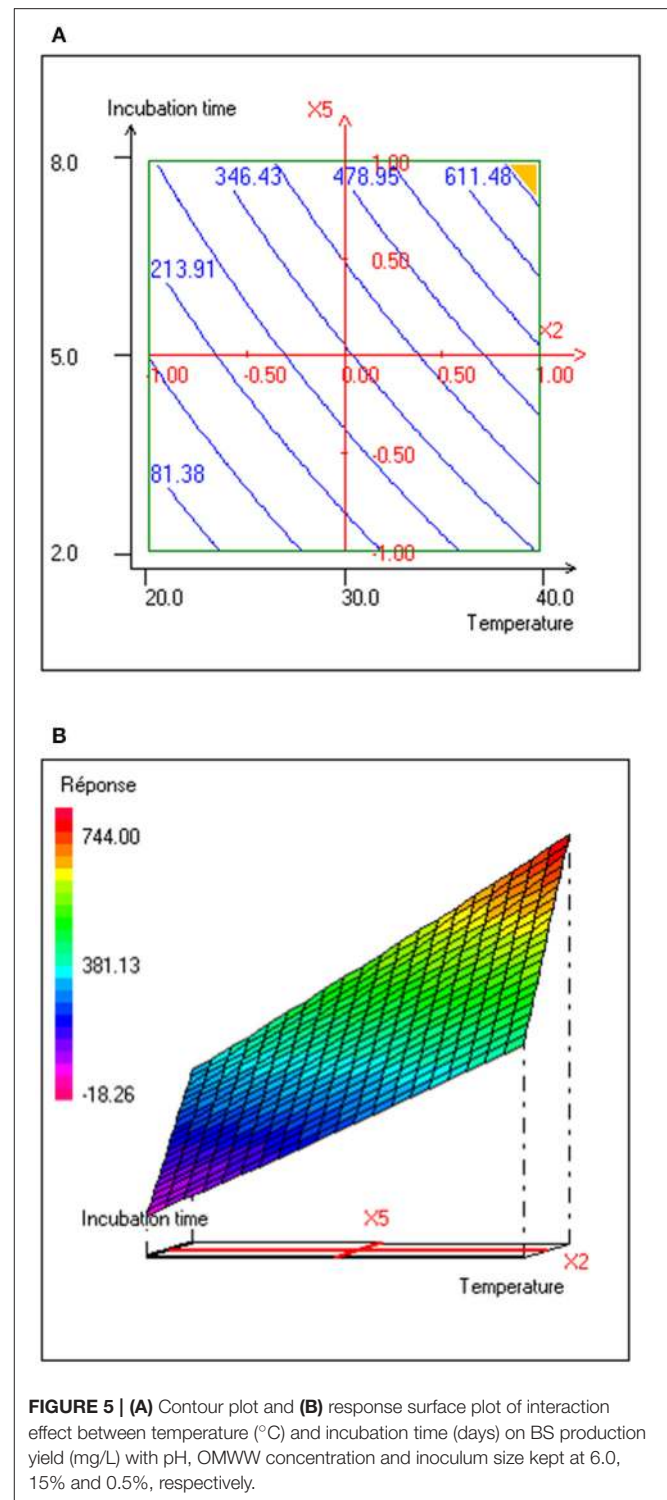 A
Incubation time
X5
8.0
1.00
346.43
478.95
611.48
0.50
213.91
X2
5.0
-1.00
-0.50
0.00
0.50
1.00
-0.50
81.38
2.0
-1.00
20.0
30.0
40.0
Temperature
B
Réponse
744.00
381.13
-18.26
Incubation time
X5
X2
Temperature
FIGURE 5 | (A) Contour plot and (B) response surface plot of interaction
effect between temperature (°C) and incubation time (days) on BS production
yield (mg/L) with pH, OMWW concentration and inoculum size kept at 6.0,
15% and 0.5%, respectively.